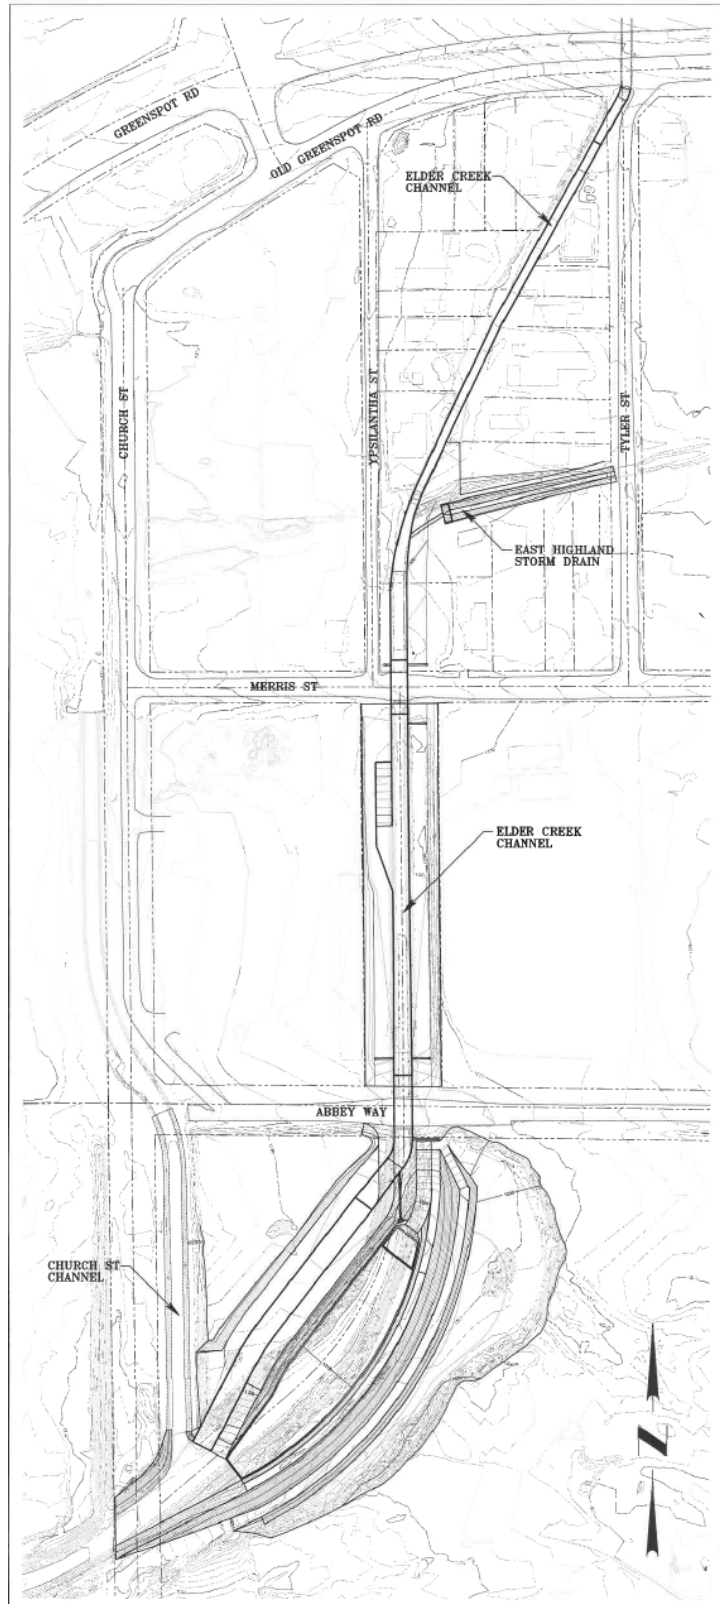 GREENSPOT RD
OLD GREENSPOT RD
ELDER CREEK
CHANNEL
CHURCH ST
YPSILANTHA ST
TYLER ST
EAST HIGHLAND
STORM DRAIN
MERRIS ST
ELDER CREEK
CHANNEL
ABBEY WAY
CHURCH ST
CHANNEL